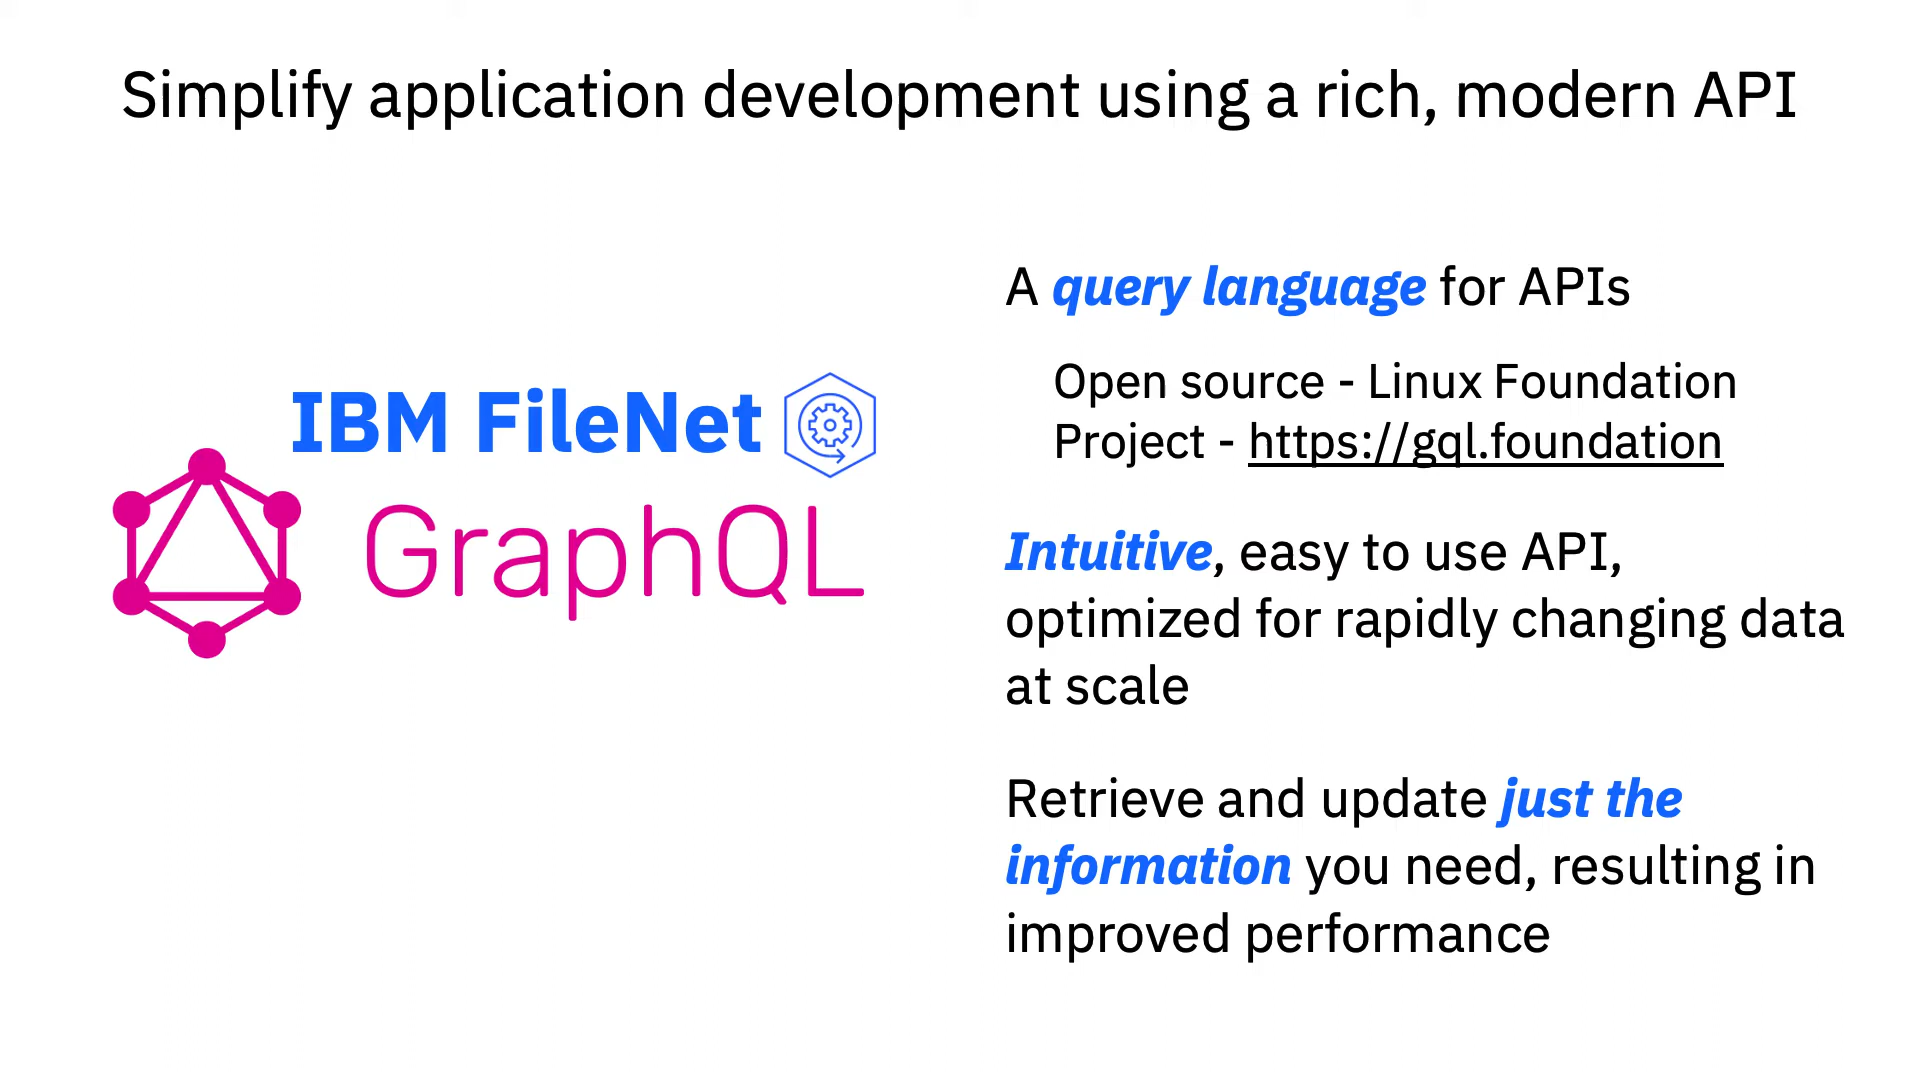 Simplify application development using a rich, modern API
IBM FileNet
GraphQL
A query language for APIs
Open source - Linux Foundation
Project - https://gql.foundation
Intuitive, easy to use API,
optimized for rapidly changing data
at scale
Retrieve and update just the
information you need, resulting in
improved performance